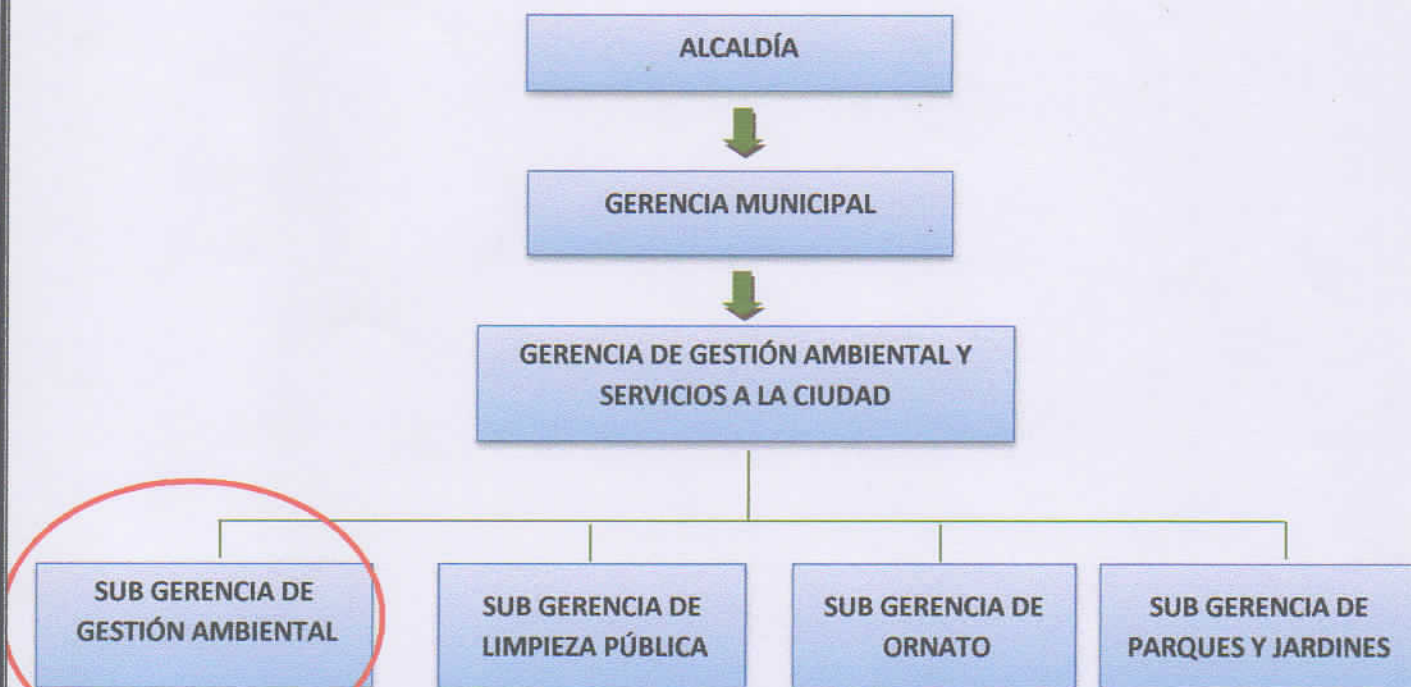 ALCALDÍA
GERENCIA MUNICIPAL
GERENCIA DE GESTIÓN AMBIENTAL Y
SERVICIOS A LA CIUDAD
SUB GERENCIA DE
GESTIÓN AMBIENTAL
SUB GERENCIA DE
LIMPIEZA PÚBLICA
SUB GERENCIA DE
ORNATO
SUB GERENCIA DE
PARQUES Y JARDINES